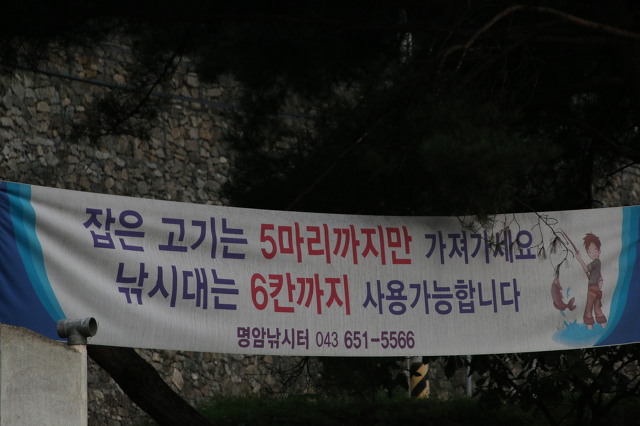 잡은 고기는 5마리까지만 가져가세요
낚시대는 6칸까지 사용가능합니다
명암낚시터 043 651-5566